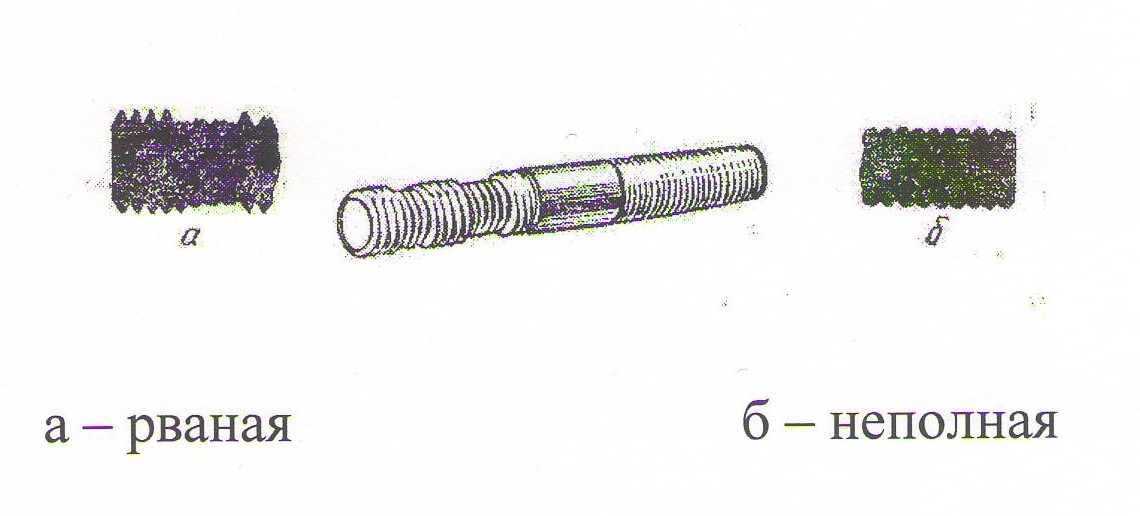 а
б
а – рваная
б – неполная